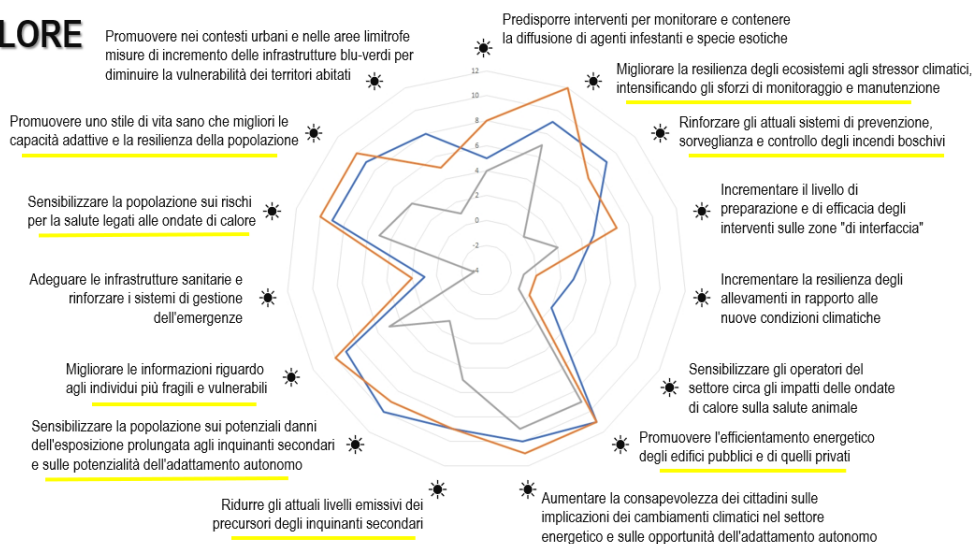 LORE
Predisporre interventi per monitorare e contenere
la diffusione di agenti infestanti e specie esotiche
Migliorare la resilienza degli ecosistemi agli stressor climatici,
intensificando gli sforzi di monitoraggio e manutenzione
Rinforzare gli attuali sistemi di prevenzione,
sorveglianza e controllo degli incendi boschivi
Incrementare il livello di
preparazione e di efficacia degli
interventi sulle zone "di interfaccia"
Incrementare la resilienza degli
allevamenti in rapporto alle
nuove condizioni climatiche
Sensibilizzare gli operatori del
settore circa gli impatti delle ondate
di calore sulla salute animale
Promuovere l'efficientamento energetico
degli edifici pubblici e di quelli privati
Aumentare la consapevolezza dei cittadini sulle
implicazioni dei cambiamenti climatici nel settore
energetico e sulle opportunità dell'adattamento autonomo
Ridurre gli attuali livelli emissivi dei
precursori degli inquinanti secondari
Sensibilizzare la popolazione sui potenziali danni
dell'esposizione prolungata agli inquinanti secondari
e sulle potenzialità dell'adattamento autonomo
Migliorare le informazioni riguardo
agli individui più fragili e vulnerabili
Adeguare le infrastrutture sanitarie e
rinforzare i sistemi di gestione
dell'emergenze
Sensibilizzare la popolazione sui rischi
per la salute legati alle ondate di calore
Promuovere uno stile di vita sano che migliori le
capacità adattive e la resilienza della popolazione
Promuovere nei contesti urbani e nelle aree limitrofe
misure di incremento delle infrastrutture blu-verdi per
diminuire la vulnerabilità dei territori abitati
12
10
8
6
4
2
0
-2
-4